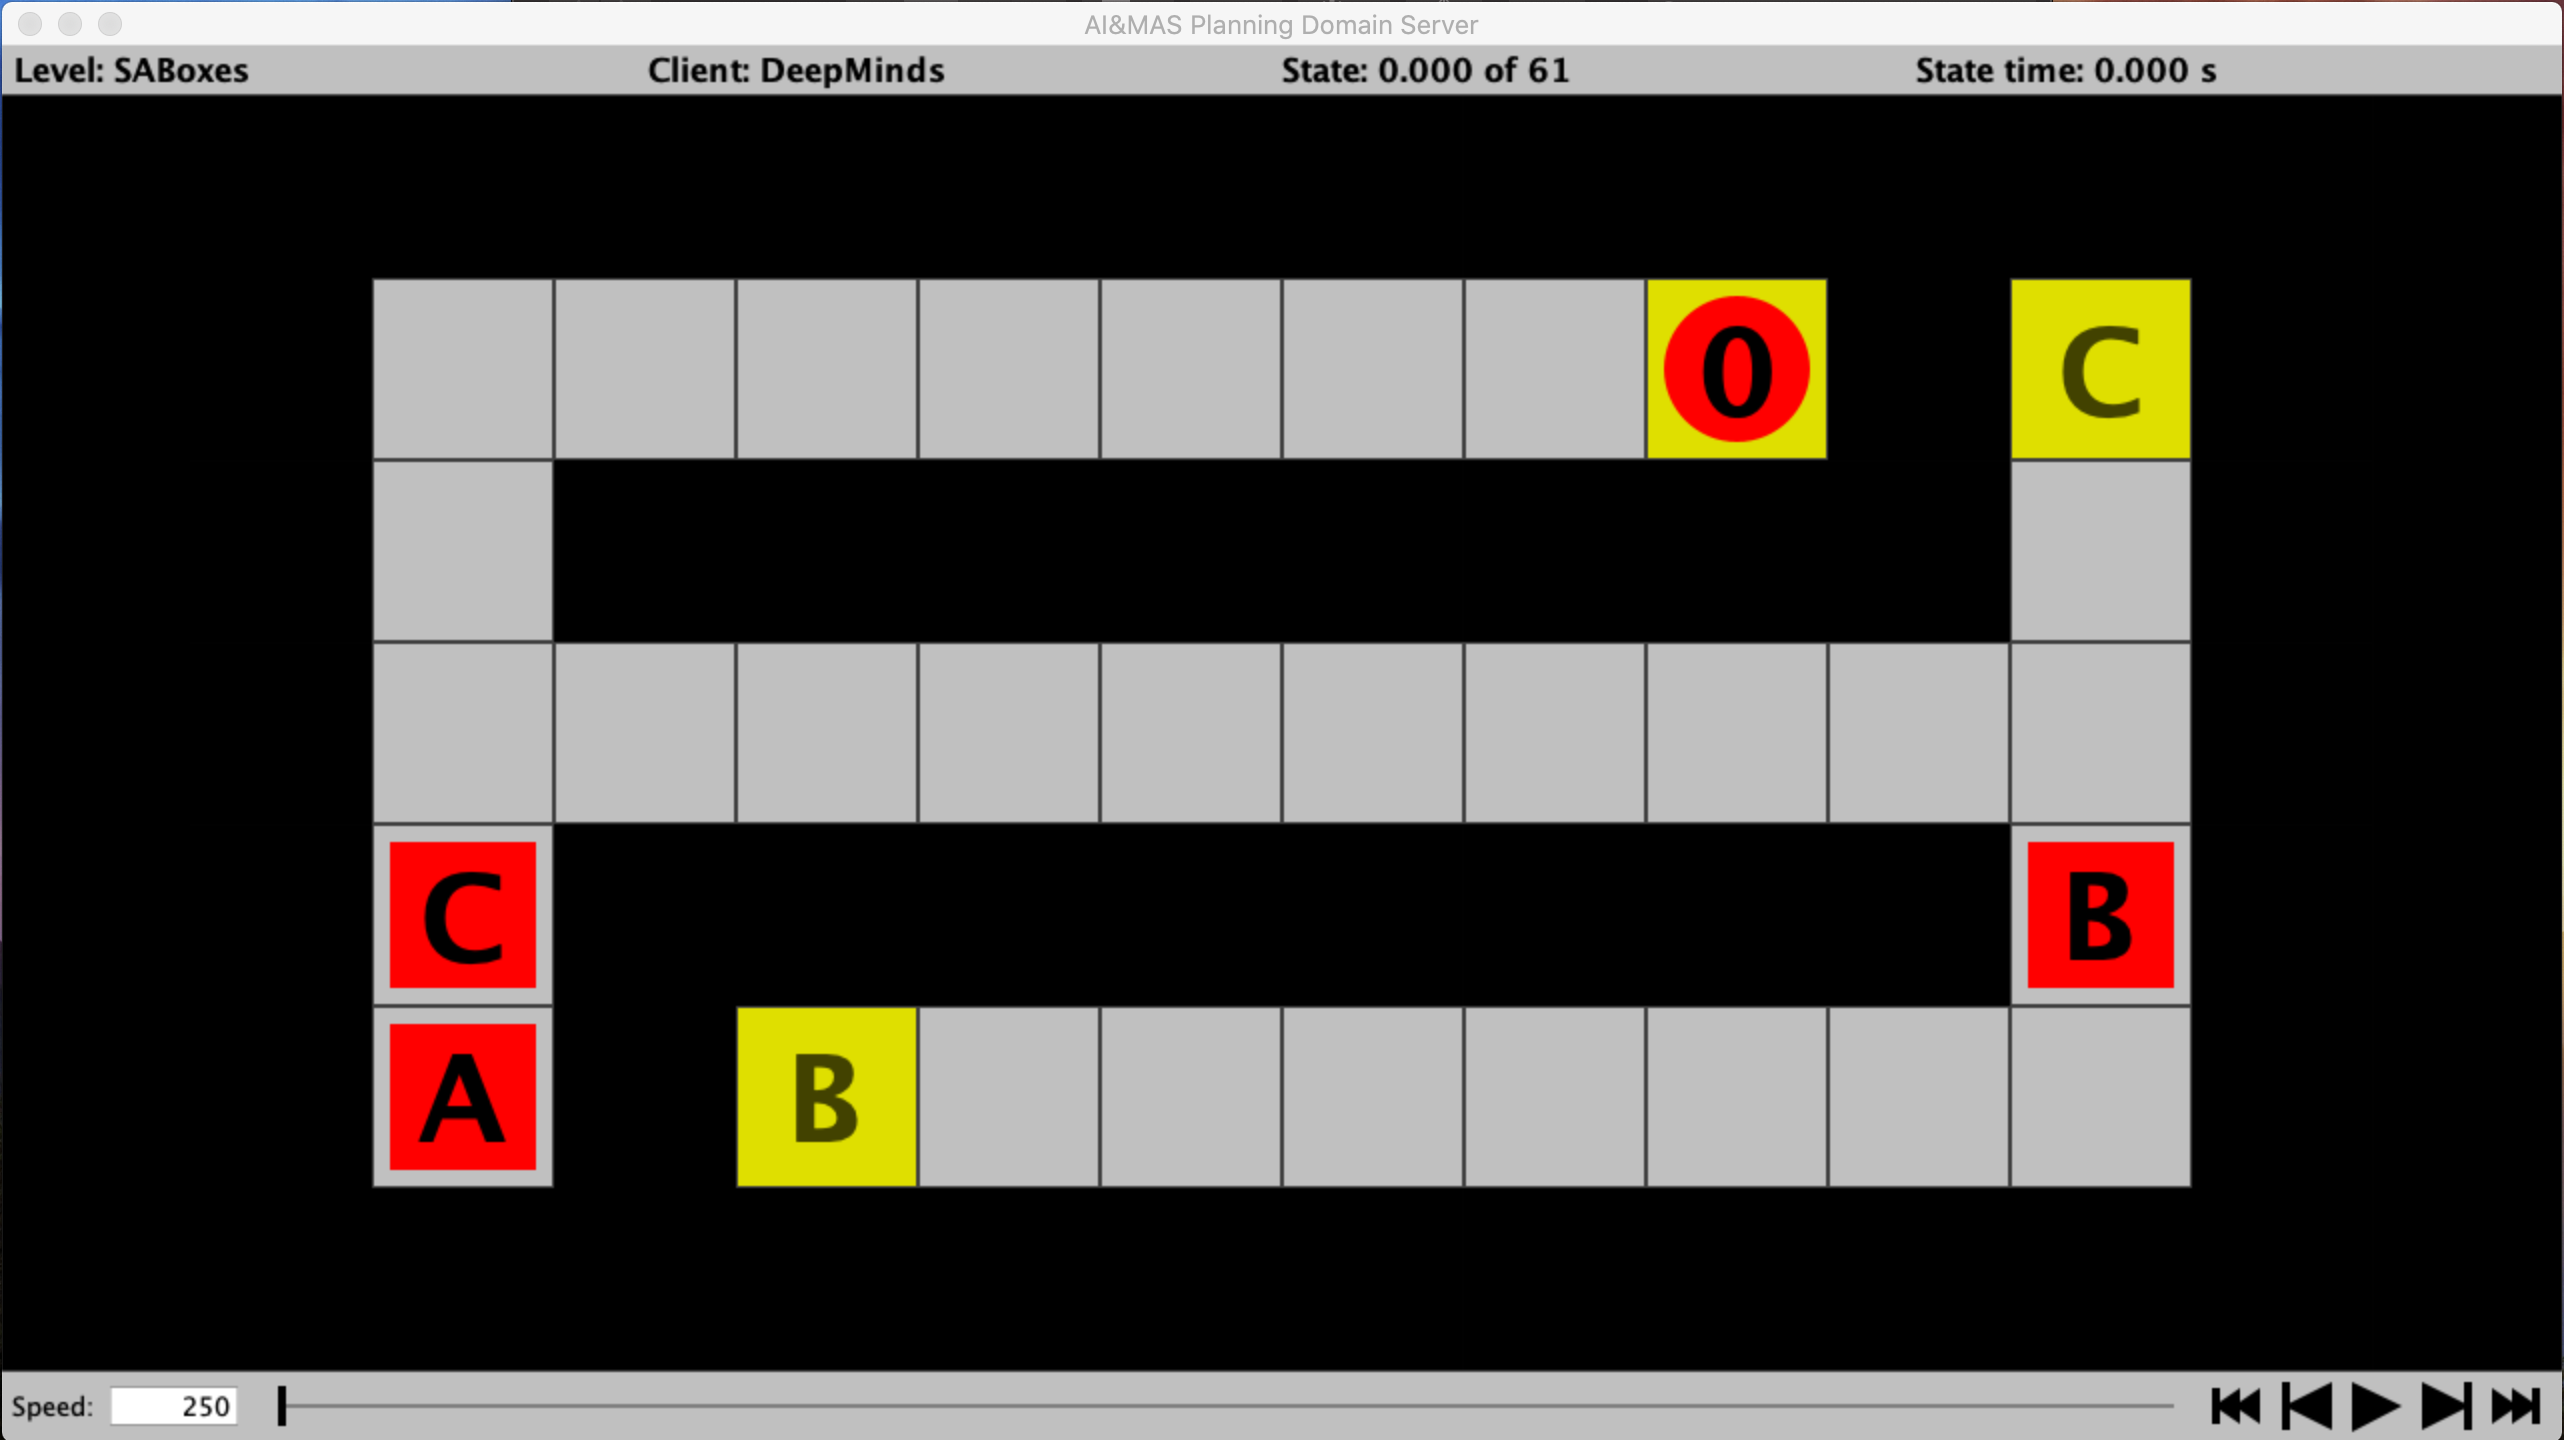 AI&MAS Planning Domain Server
Level: SABoxes Client: DeepMinds State: 0.000 of 61 State time: 0.000 s
0 C
C B
A B
Speed: 250